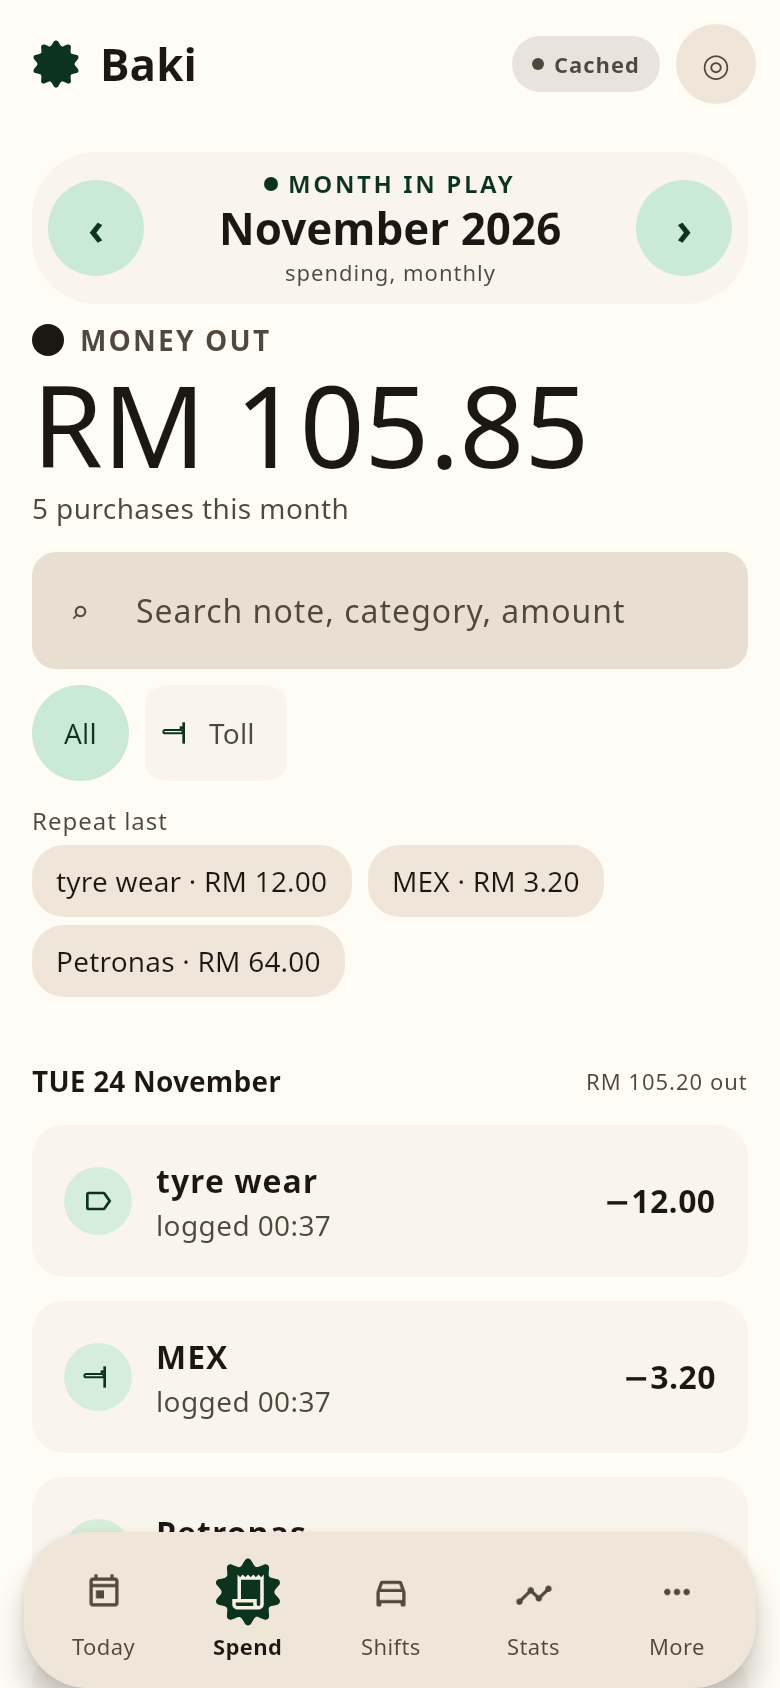 Baki
Cached
MONTH IN PLAY
November 2026
spending, monthly
MONEY OUT
RM 105.85
5 purchases this month
Search note, category, amount
All
Toll
Repeat last
tyre wear · RM 12.00
MEX · RM 3.20
Petronas · RM 64.00
TUE 24 November
RM 105.20 out
tyre wear
logged 00:37
−12.00
MEX
logged 00:37
−3.20
Petronas
Today
Spend
Shifts
Stats
More